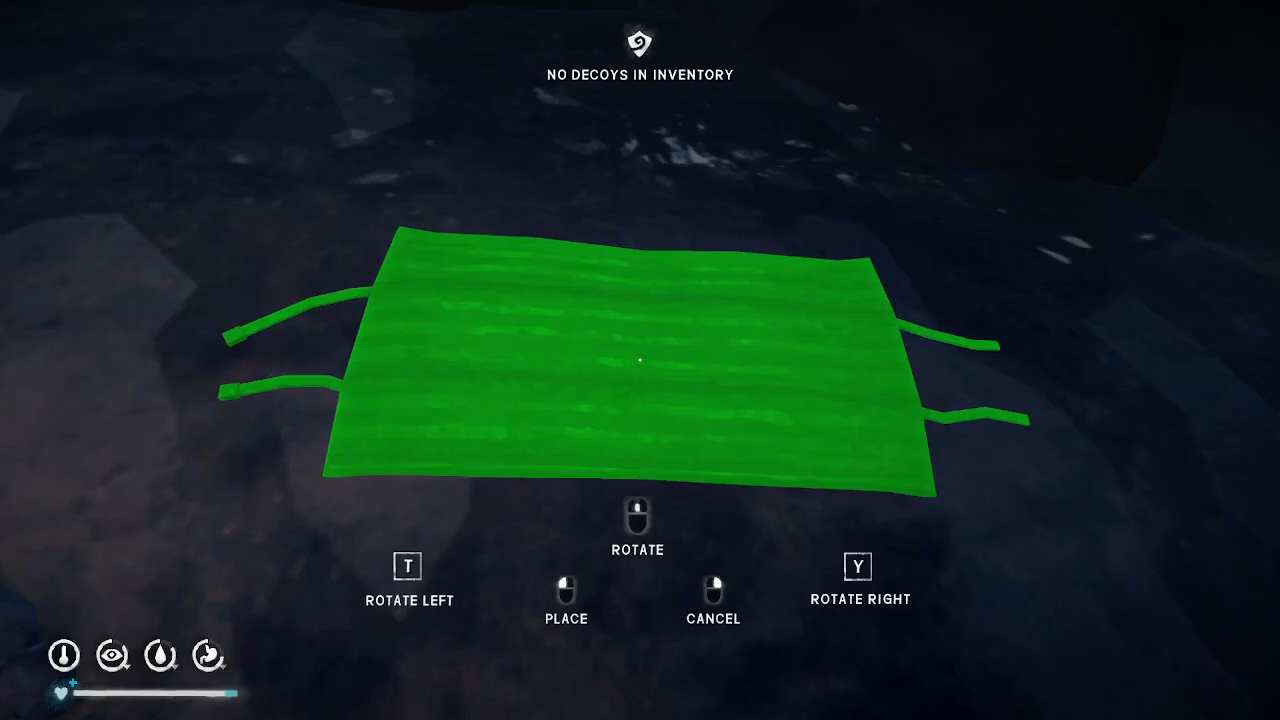 NO DECOYS IN INVENTORY
ROTATE
T
Y
ROTATE LEFT
ROTATE RIGHT
PLACE
CANCEL